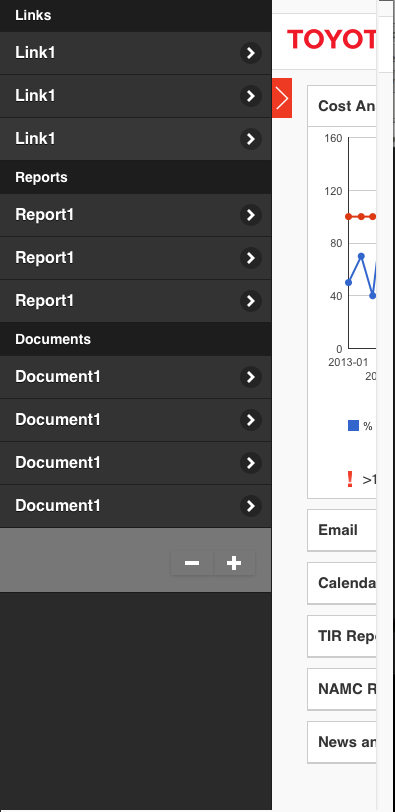 Links
Link1
Link1
Link1
Reports
Report1
Report1
Report1
Documents
Document1
Document1
Document1
Document1
TOYOT
Cost An
160
120
80
40
0
2013-01
20
%
>1
Email
Calenda
TIR Repo
NAMC R
News an